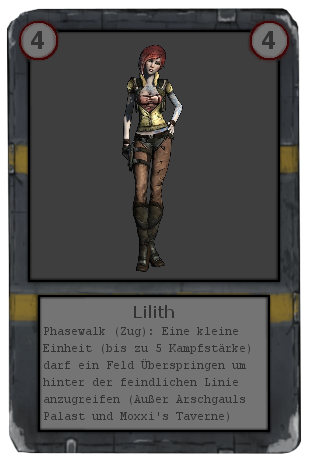 4 4
Lilith
Phasewalk (Zug): Eine kleine
Einheit (bis zu 5 Kampfstärke)
darf ein Feld Überspringen um
hinter der feindlichen Linie
anzugreifen (Außer Arschgauls
Palast und Moxxi's Taverne)